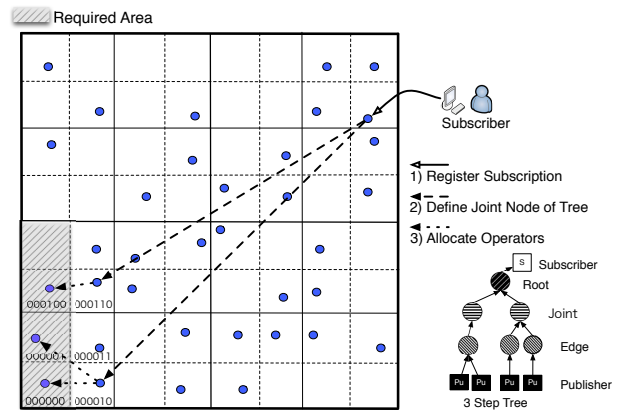 Required Area
Subscriber
1) Register Subscription
2) Define Joint Node of Tree
3) Allocate Operators
S
Subscriber
Root
Joint
Edge
Pu
Pu
Pu
Pu
Publisher
3 Step Tree
000100
000110
000011
000000
000010